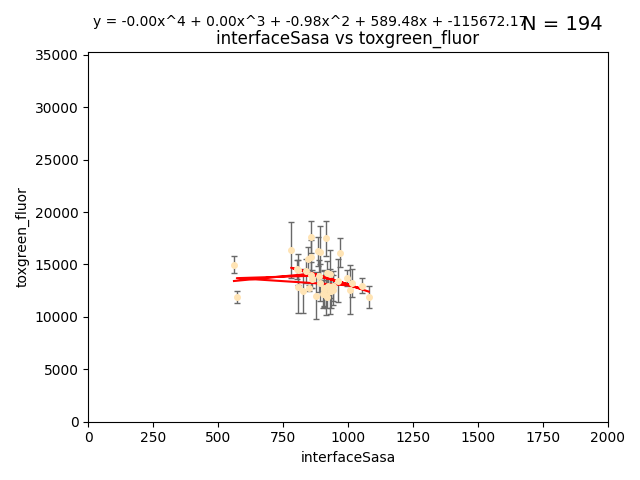 y = -0.00x^4 + 0.00x^3 + -0.98x^2 + 589.48x + -115672.17
N = 194
interfaceSasa vs toxgreen_fluor
35000
30000
25000
20000
15000
10000
5000
0
toxgreen_fluor
0 250 500 750 1000 1250 1500 1750 2000
interfaceSasa